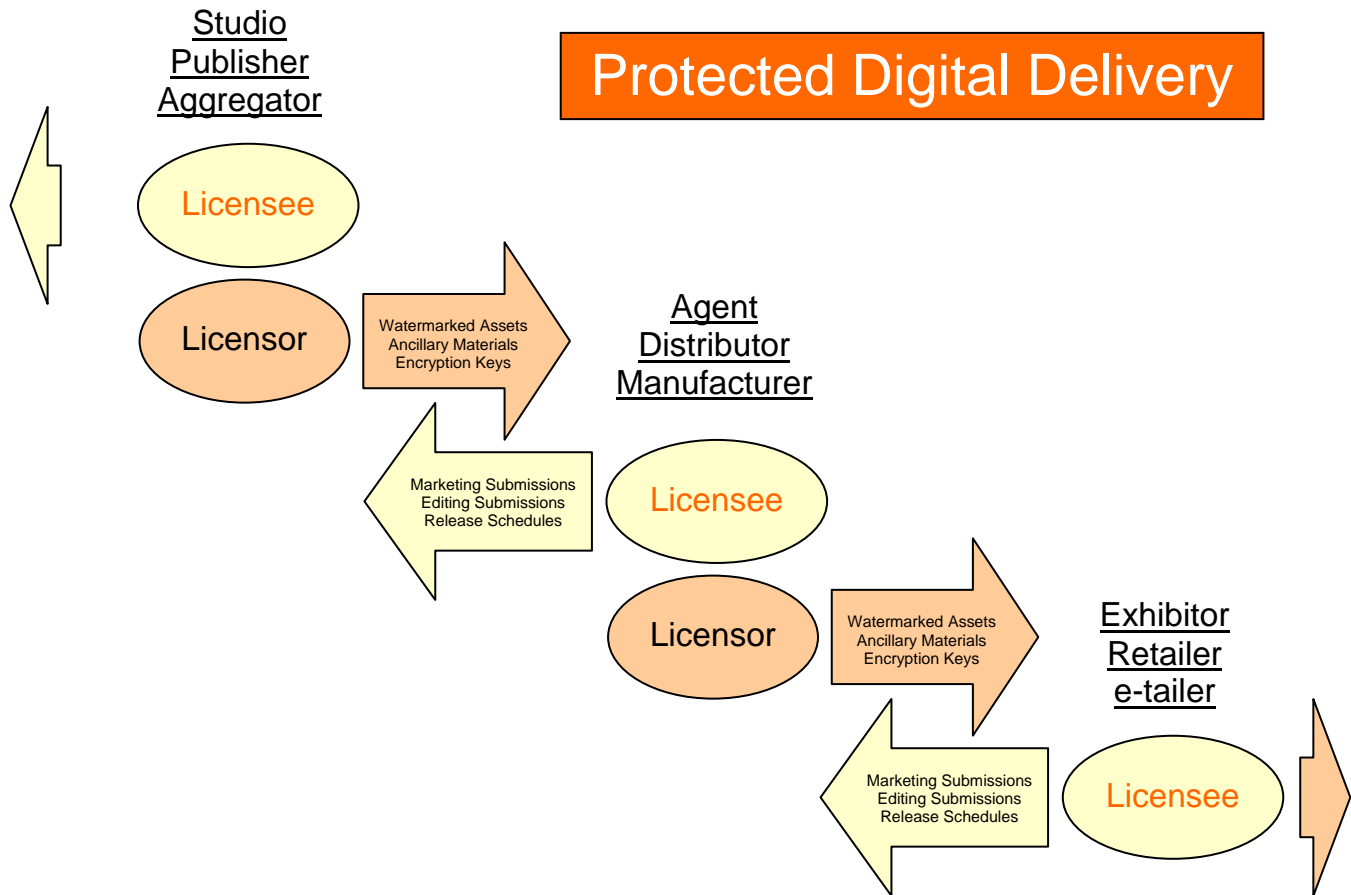 Studio
Publisher
Aggregator
Protected Digital Delivery
Licensee
Licensor
Watermarked Assets
Ancillary Materials
Encryption Keys
Agent
Distributor
Manufacturer
Marketing Submissions
Editing Submissions
Release Schedules
Licensee
Licensor
Watermarked Assets
Ancillary Materials
Encryption Keys
Exhibitor
Retailer
e-tailer
Marketing Submissions
Editing Submissions
Release Schedules
Licensee